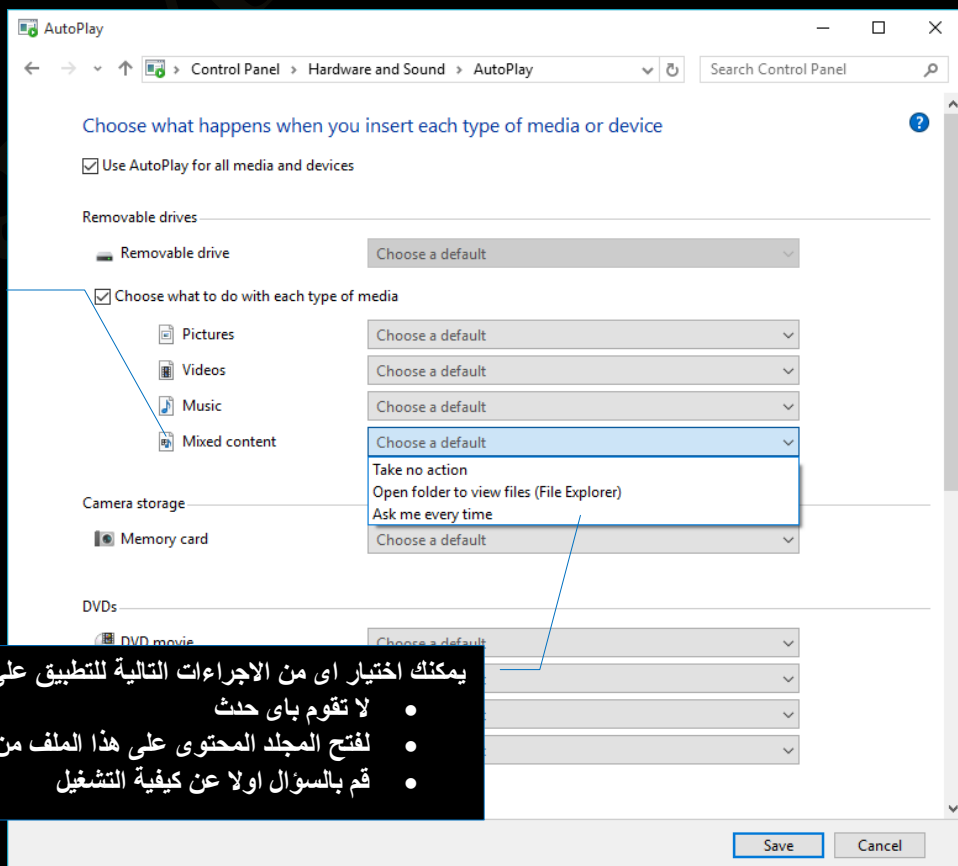 AutoPlay
Control Panel › Hardware and Sound › AutoPlay
Search Control Panel
Choose what happens when you insert each type of media or device
Use AutoPlay for all media and devices
Removable drives
Removable drive
Choose a default
Choose what to do with each type of media
Pictures
Choose a default
Videos
Choose a default
Music
Choose a default
Mixed content
Choose a default
Take no action
Open folder to view files (File Explorer)
Ask me every time
Camera storage
Memory card
Choose a default
DVDs
DVD movie
Choose a default
يمكنك اختيار اى من الاجراءات التالية للتطبيق على
• لا تقوم باى حدث
• لفتح المجلد المحتوى على هذا الملف من
• قم بالسؤال اولا عن كيفية التشغيل
Save
Cancel